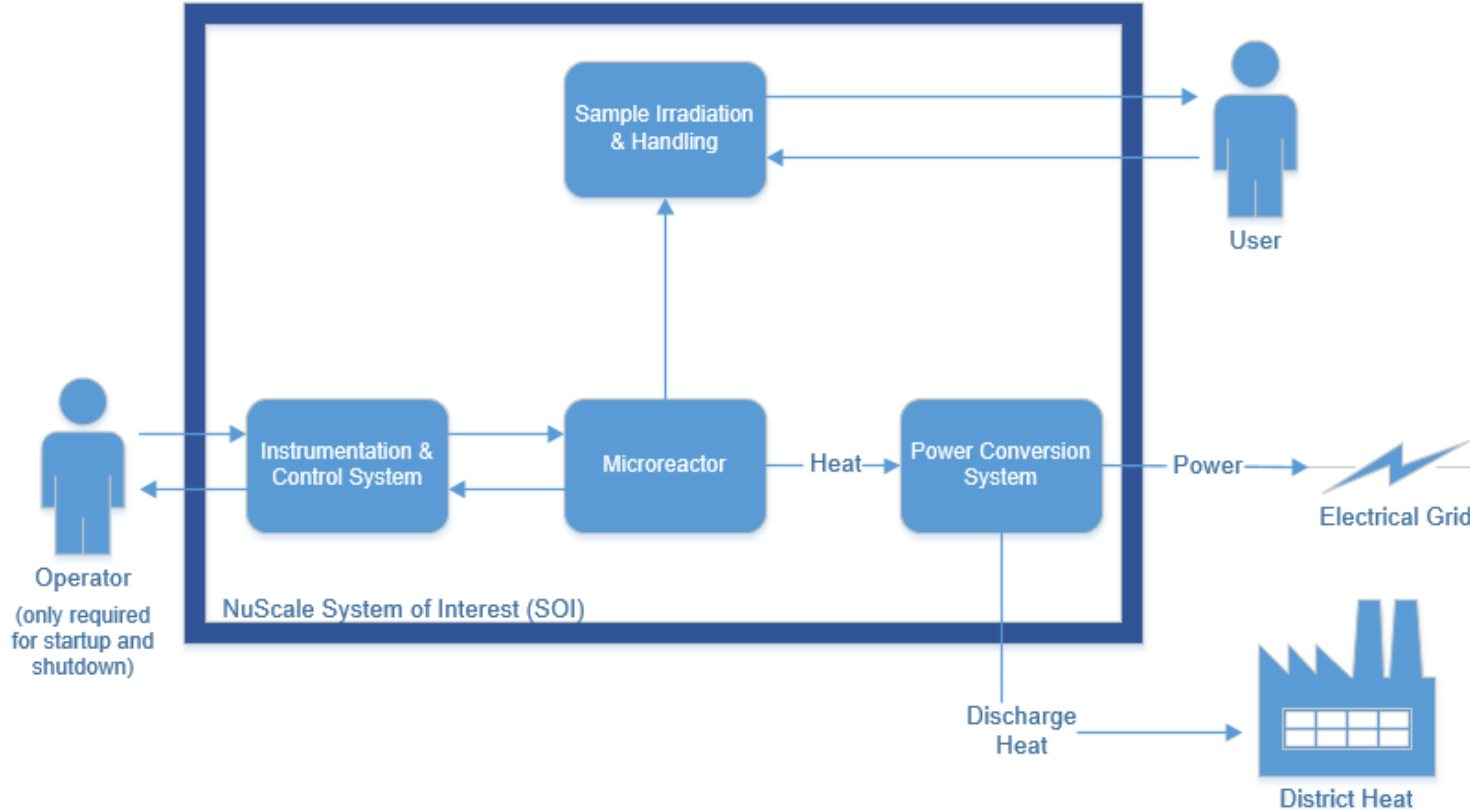 Sample Irradiation
& Handling
User
Instrumentation &
Control System
Microreactor
Heat
Power Conversion
System
Power
Electrical Grid
Operator
(only required
for startup and
shutdown)
NuScale System of Interest (SOI)
Discharge
Heat
District Heat